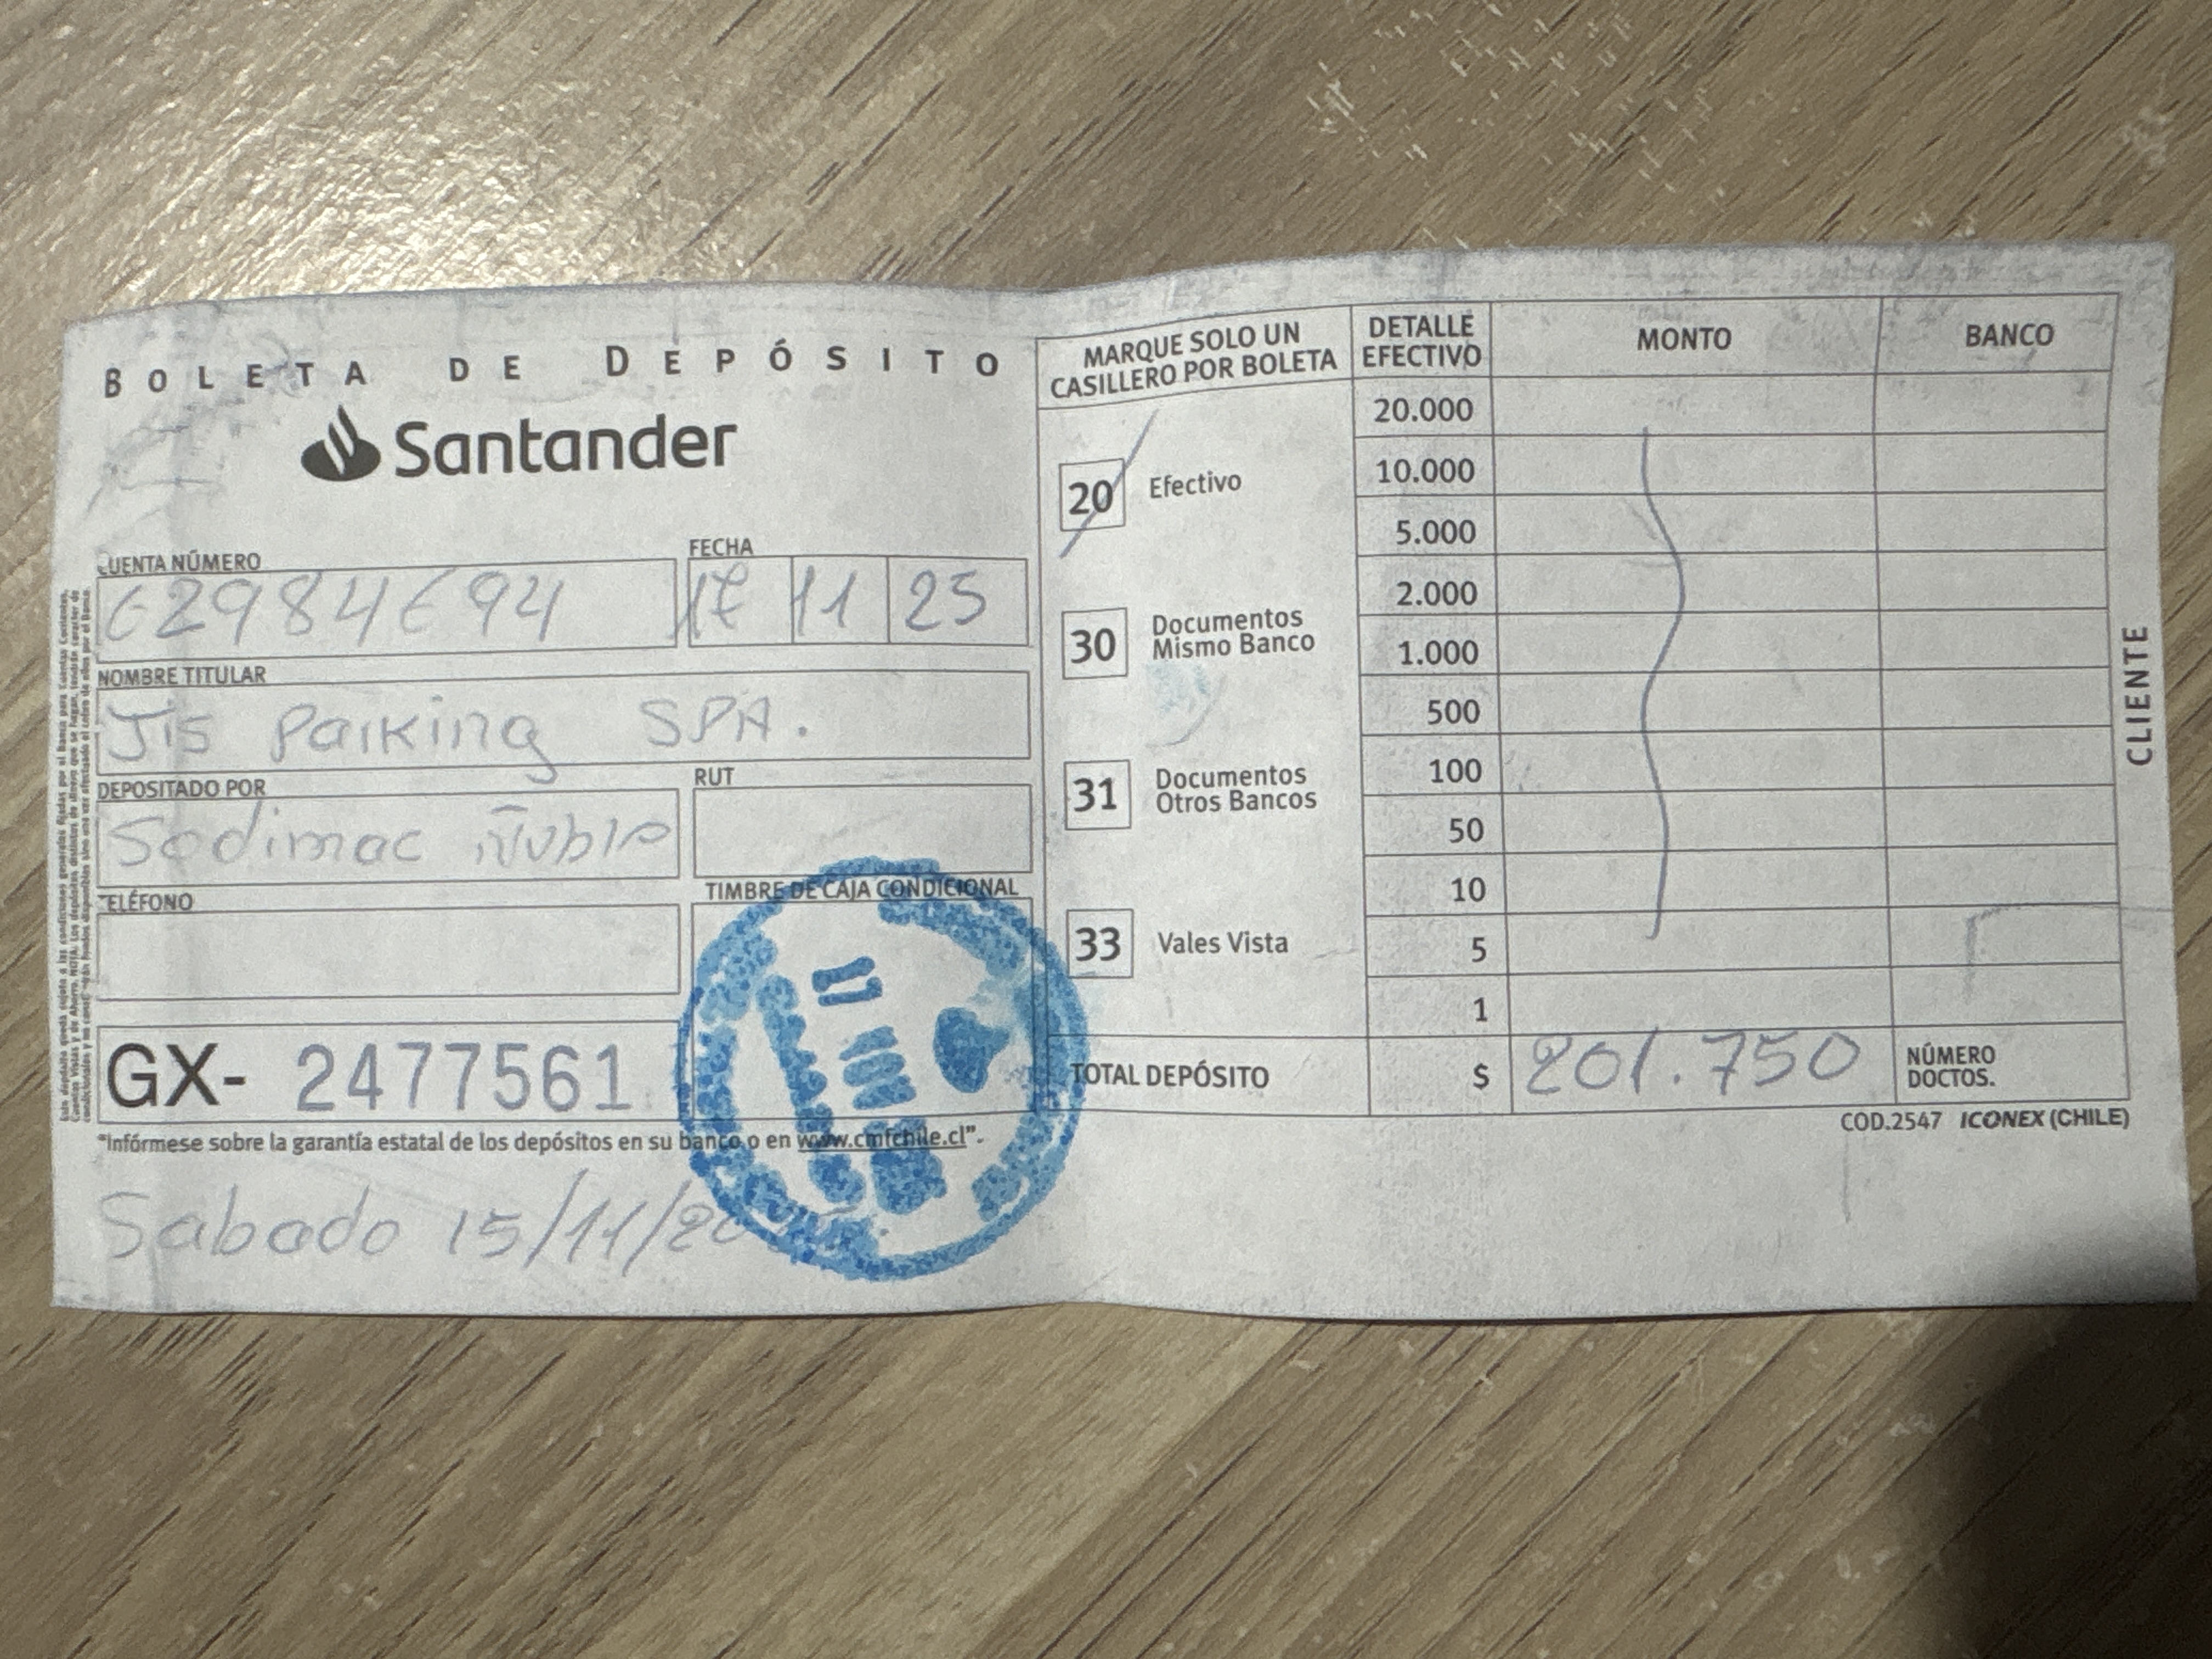 BOLETA DE DEPÓSITO
Santander
CUENTA NÚMERO
62984694
FECHA
17 11 25
NOMBRE TITULAR
Jis Parking SPA.
DEPOSITADO POR
Sodimac ñuble
RUT
TELÉFONO
TIMBRE DE CAJA CONDICIONAL
GX- 2477561
"Infórmese sobre la garantía estatal de los depósitos en su banco o en www.cmfchile.cl".
Sabado 15/11/20
MARQUE SOLO UN
CASILLERO POR BOLETA
20 Efectivo
30 Documentos
Mismo Banco
31 Documentos
Otros Bancos
33 Vales Vista
DETALLE
EFECTIVO
MONTO
BANCO
20.000
10.000
5.000
2.000
1.000
500
100
50
10
5
1
TOTAL DEPÓSITO $ 201.750
NÚMERO
DOCTOS.
COD.2547 ICONEX (CHILE)
CLIENTE